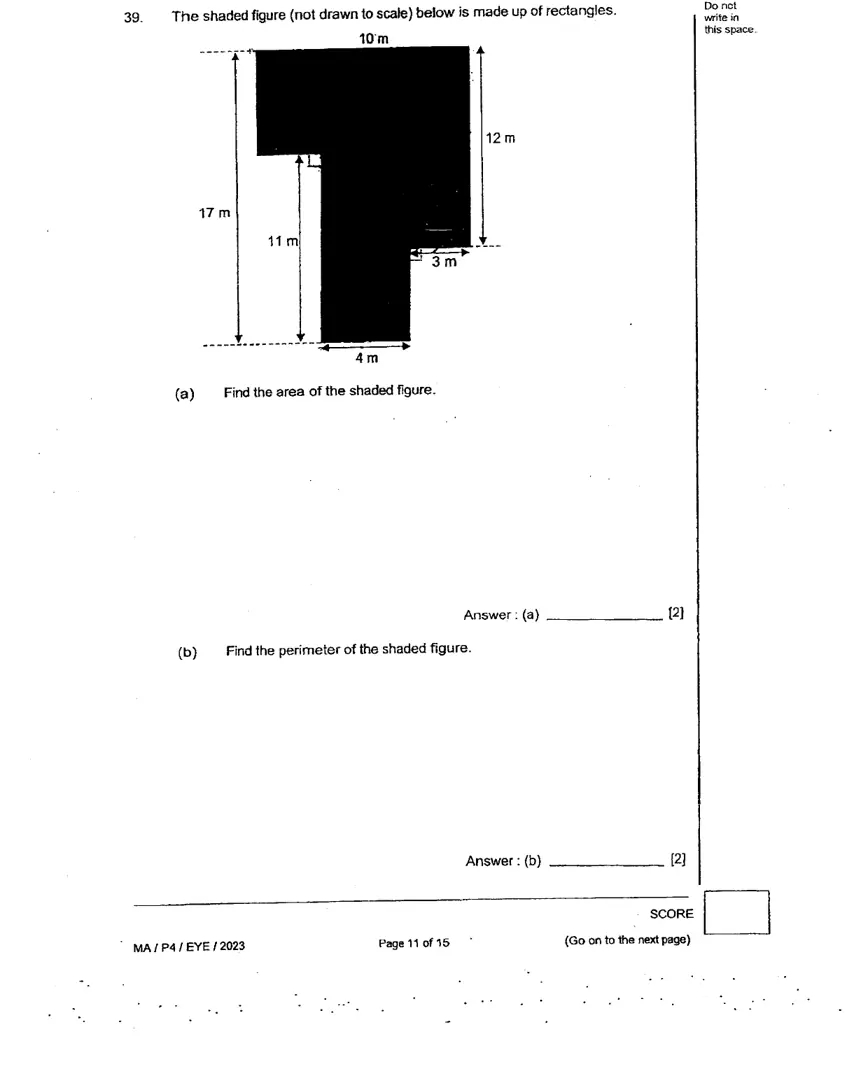 Do not
write in
this space.
39. The shaded figure (not drawn to scale) below is made up of rectangles.
10 m
12 m
17 m
11 m
3 m
4 m
(a) Find the area of the shaded figure.
Answer : (a) ____________ [2]
(b) Find the perimeter of the shaded figure.
Answer : (b) ____________ [2]
SCORE
MA / P4 / EYE / 2023 Page 11 of 15 (Go on to the next page)